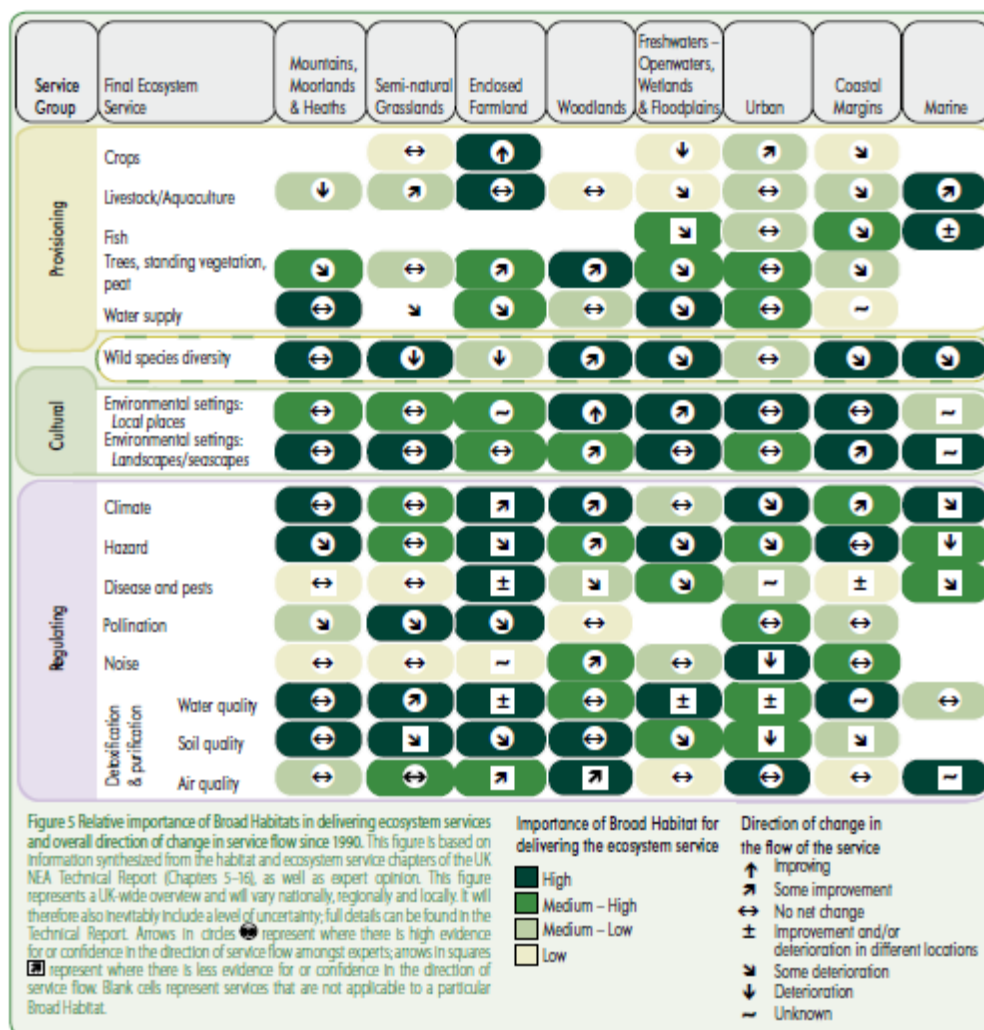 Service Group
Final Ecosystem Service
Mountains, Moorlands & Heaths
Semi-natural Grasslands
Enclosed Farmland
Woodlands
Freshwaters – Openwaters, Wetlands & Floodplains
Urban
Coastal Margins
Marine
Provisioning
Crops
↔ ↑ ↓ ↗ ↘
Livestock/Aquaculture
↓ ↗ ↔ ↔ ↘ ↔ ↘ ↗
Fish
↘ ↔ ↘ ±
Trees, standing vegetation,
peat
↘ ↔ ↗ ↗ ↘ ↔ ↘
Water supply
↔ ↘ ↘ ↔ ↘ ↔ ~
Wild species diversity
↔ ↓ ↓ ↗ ↘ ↔ ↘ ↘
Cultural
Environmental settings:
Local places
↔ ↔ ~ ↑ ↗ ↔ ↔ ~
Environmental settings:
Landscapes/seascapes
↔ ↔ ↔ ↗ ↔ ↔ ↗ ~
Regulating
Climate
↔ ↔ ↗ ↗ ↔ ↘ ↗ ↘
Hazard
↘ ↔ ↘ ↗ ↘ ↘ ↔ ↓
Disease and pests
↔ ↔ ± ↘ ↘ ~ ± ↘
Pollination
↘ ↘ ↘ ↔ ↔ ↔
Noise
↔ ↔ ~ ↗ ↔ ↓ ↔
Detoxification
& purification
Water quality
↔ ↗ ± ↔ ± ± ~ ↔
Soil quality
↔ ↘ ↘ ↔ ↘ ↓ ↘
Air quality
↔ ↔ ↗ ↗ ↔ ↔ ↔ ~
Figure 5 Relative importance of Broad Habitats in delivering ecosystem services
and overall direction of change in service flow since 1990. This figure is based on
information synthesized from the habitat and ecosystem service chapters of the UK
NEA Technical Report (Chapters 5–16), as well as expert opinion. This figure
represents a UK-wide overview and will vary nationally, regionally and locally. It will
therefore also inevitably include a level of uncertainty; full details can be found in the
Technical Report. Arrows in circles represent where there is high evidence
for or confidence in the direction of service flow amongst experts; arrows in squares
↗ represent where there is less evidence for or confidence in the direction of
service flow. Blank cells represent services that are not applicable to a particular
Broad Habitat.
Importance of Broad Habitat for
delivering the ecosystem service
High
Medium – High
Medium – Low
Low
Direction of change in
the flow of the service
↑ Improving
↗ Some improvement
↔ No net change
± Improvement and/or
deterioration in different locations
↘ Some deterioration
↓ Deterioration
~ Unknown